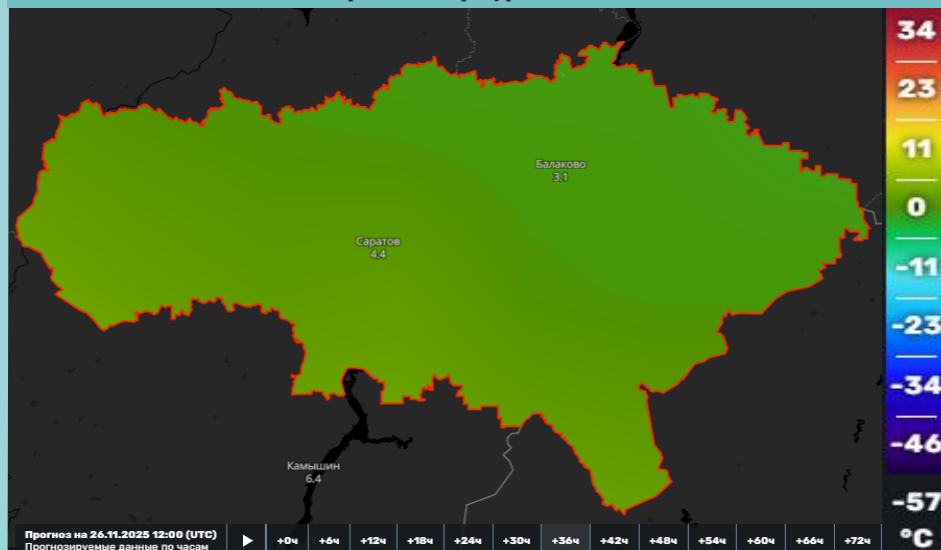 34
23
11
0
-11
-23
-34
-46
-57
°C
Балаково
3.1
Саратов
4.4
Камышин
6.4
Прогноз на 26.11.2025 12:00 (UTC)
Прогнозируемые данные по часам
+0ч +6ч +12ч +18ч +24ч +30ч +36ч +42ч +48ч +54ч +60ч +66ч +72ч